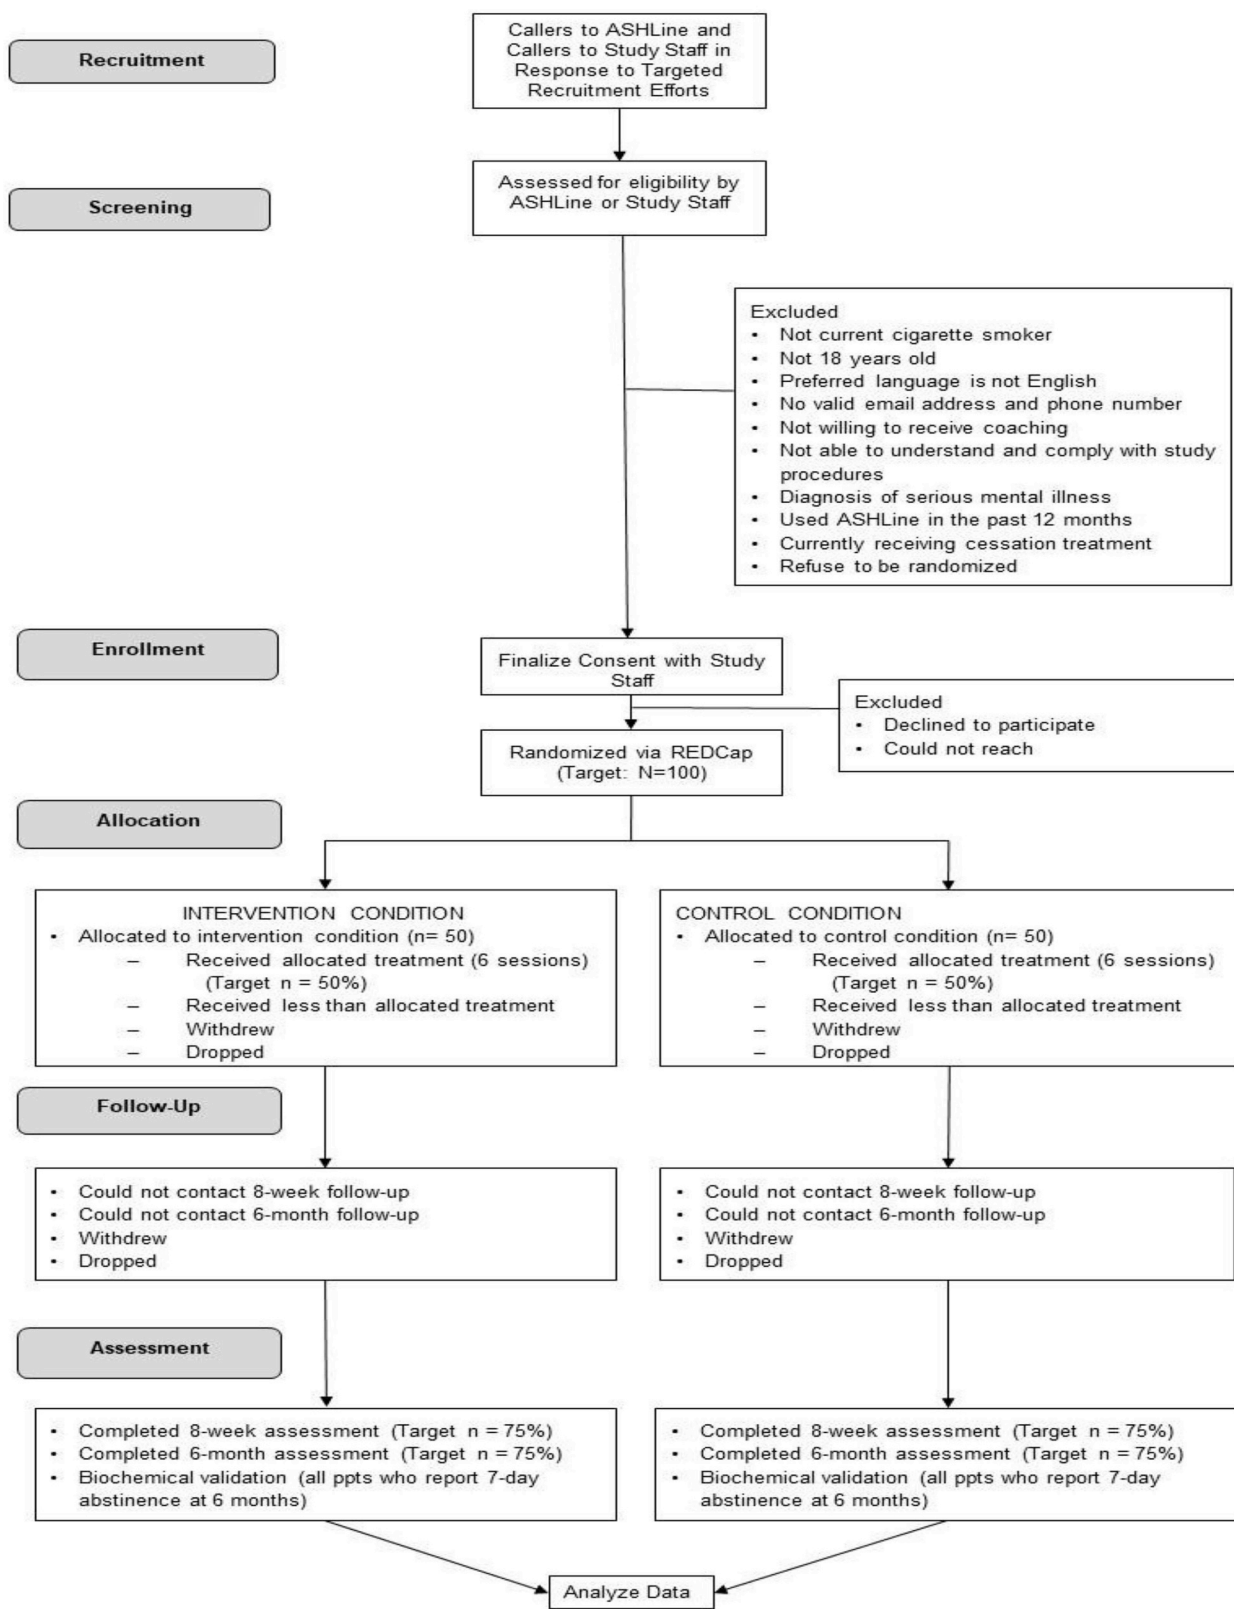 Recruitment
Callers to ASHLine and
Callers to Study Staff in
Response to Targeted
Recruitment Efforts
Screening
Assessed for eligibility by
ASHLine or Study Staff
Excluded
• Not current cigarette smoker
• Not 18 years old
• Preferred language is not English
• No valid email address and phone number
• Not willing to receive coaching
• Not able to understand and comply with study
procedures
• Diagnosis of serious mental illness
• Used ASHLine in the past 12 months
• Currently receiving cessation treatment
• Refuse to be randomized
Enrollment
Finalize Consent with Study
Staff
Excluded
• Declined to participate
• Could not reach
Randomized via REDCap
(Target: N=100)
Allocation
INTERVENTION CONDITION
• Allocated to intervention condition (n= 50)
– Received allocated treatment (6 sessions)
(Target n = 50%)
– Received less than allocated treatment
– Withdrew
– Dropped
CONTROL CONDITION
• Allocated to control condition (n= 50)
– Received allocated treatment (6 sessions)
(Target n = 50%)
– Received less than allocated treatment
– Withdrew
– Dropped
Follow-Up
• Could not contact 8-week follow-up
• Could not contact 6-month follow-up
• Withdrew
• Dropped
• Could not contact 8-week follow-up
• Could not contact 6-month follow-up
• Withdrew
• Dropped
Assessment
• Completed 8-week assessment (Target n = 75%)
• Completed 6-month assessment (Target n = 75%)
• Biochemical validation (all ppts who report 7-day
abstinence at 6 months)
• Completed 8-week assessment (Target n = 75%)
• Completed 6-month assessment (Target n = 75%)
• Biochemical validation (all ppts who report 7-day
abstinence at 6 months)
Analyze Data